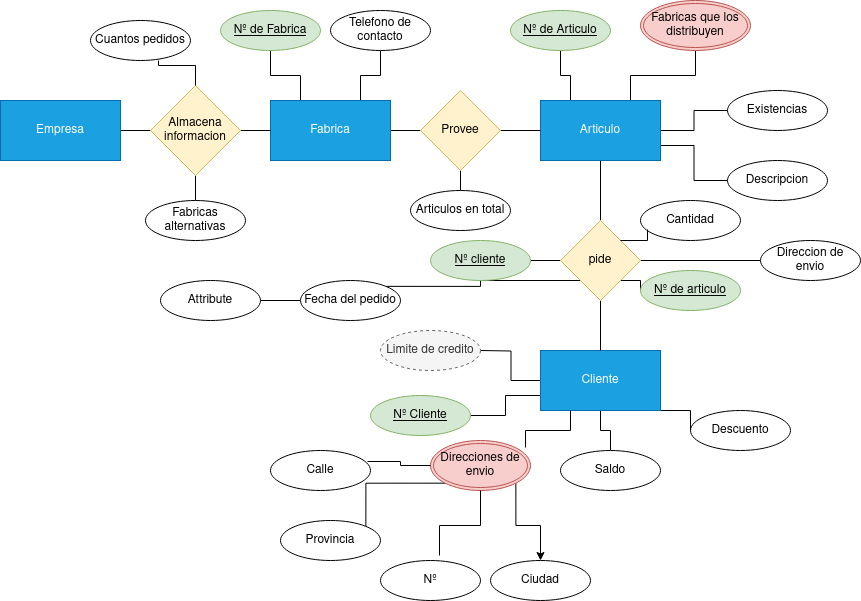 Cuantos pedidos
Nº de Fabrica
Telefono de
contacto
Nº de Articulo
Fabricas que los
distribuyen
Empresa
Almacena
informacion
Fabrica
Provee
Articulo
Existencias
Descripcion
Fabricas
alternativas
Articulos en total
Cantidad
Nº cliente
pide
Direccion de
envio
Attribute
Fecha del pedido
Nº de articulo
Limite de credito
Cliente
Nº Cliente
Descuento
Calle
Direcciones de
envio
Saldo
Provincia
Nº
Ciudad